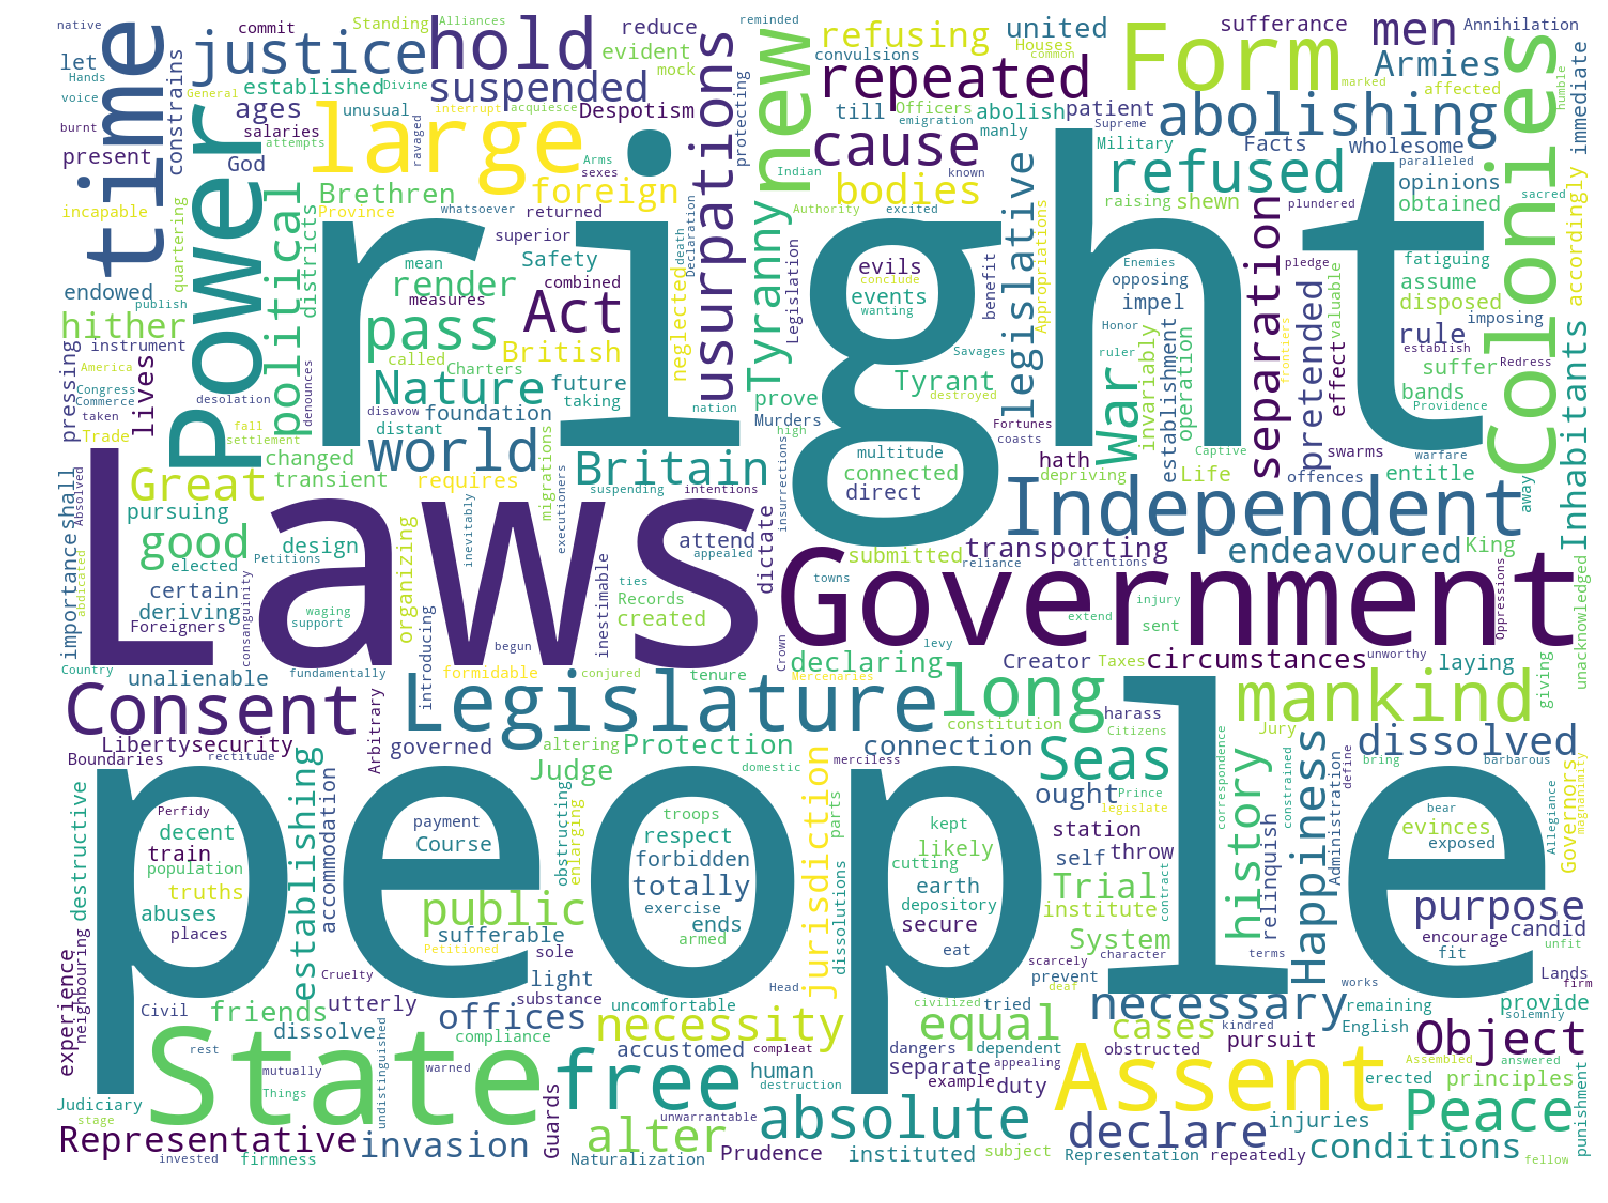 native
commit
Standing
Alliances
reduce
reminded
refusing
united
sufferance
men
Annihilation
let
time
justice
hold
evident
mock
new
convulsions
Houses
common
Form
Armies
Hands
established
Divine
suspended
repeated
marked
affected
humble
voice
General
unusual
interrupt
acquiesce
Despotism
usurpations
protecting
till
Officers
abolish
patient
abolishing
Colonies
immediate
ages
constrains
large
emigration
manly
Supreme
burnt
salaries
attempts
ravaged
cause
Military
Facts
wholesome
present
God
Arms
sexes
Indian
known
refused
paralleled
Power
political
Brethren
foreign
bodies
legislative
opinions
sacred
incapable
quartering
Province
whatsoever
returned
Authority
excited
raising
shewn
plundered
obtained
districts
right
superior
Safety
death
Declaration
Tyranny
Legislation
evils
Appropriations
separation
accordingly
endowed
mean
render
combined
conclude
events
wanting
benefit
Enemies
opposing
pledge
fatiguing
assume
publish
measures
Act
neglected
impel
pretended
disposed
valuable
hither
pass
imposing
instrument
called
British
Savages
Honor
ruler
War
invariably
establishment
operation
effect
rule
establish
Redress
pressing
America
Charters
Tyrant
frontiers
suffer
Inhabitants
Congress
Commerce
desolation
denounces
Nature
future
taking
nation
prove
destroyed
bands
lives
taken
disavow
foundation
Murders
Fortunes
coasts
Providence
Trade
fall
settlement
distant
high
multitude
hath
depriving
Life
Captive
swarms
warfare
changed
world
Britain
connected
entitle
Great
transient
requires
migrations
suspending
intentions
direct
offences
away
importance
shall
Absolved
pursuing
Laws
inevitably
executioners
insurrections
Independent
good
elected
Petitions
design
organizing
attend
appealed
dictate
submitted
reliance
transporting
attentions
endeavoured
King
abdicated
certain
ties
inestimable
towns
Government
deriving
waging
support
Records
created
injury
Oppressions
unacknowledged
Foreigners
consanguinity
begun
extend
sent
Country
unalienable
fundamentally
introducing
formidable
conjured
tenure
Crown
levy
declaring
Mercenaries
Creator
Taxes
circumstances
unworthy
laying
Consent
Legislature
long
constitution
harass
Citizens
mankind
giving
Liberty
security
Arbitrary
governed
altering
Protection
connection
Jury
dissolved
Boundaries
rectitude
Judge
domestic
merciless
Seas
correspondence
constrained
define
bring
barbarous
destructive
establishing
accommodation
people
obstructing
enlarging
jurisdiction
parts
ought
Prince
legislate
history
Happiness
Administration
Allegiance
Governors
magnanimity
Perfidy
decent
payment
Course
troops
respect
kept
likely
station
self
throw
bear
evinces
exposed
train
population
forbidden
cutting
relinquish
truths
totally
earth
depository
Trial
contract
abuses
public
exercise
ends
dissolutions
secure
institute
purpose
places
sufferable
armed
System
encourage
candid
experience
neighbouring
Petitioned
sole
eat
character
terms
fit
unfit
Cruelty
light
scarcely
prevent
Lands
firm
Civil
friends
utterly
substance
uncomfortable
Head
civilized
tried
deaf
works
remaining
provide
dissolve
offices
necessity
equal
necessary
cases
kindred
English
solemnly
rest
State
undistinguished
compliance
accustomed
compleat
dangers
dependent
obstructed
pursuit
Object
mutually
warned
free
human
separate
appealing
Assent
Assembled
answered
Things
destruction
example
duty
erected
principles
punishment
Judiciary
stage
Guards
unwarrantable
absolute
declare
injuries
Peace
Representative
invasion
alter
conditions
invested
firmness
Naturalization
Prudence
instituted
subject
Representation
repeatedly
fellow